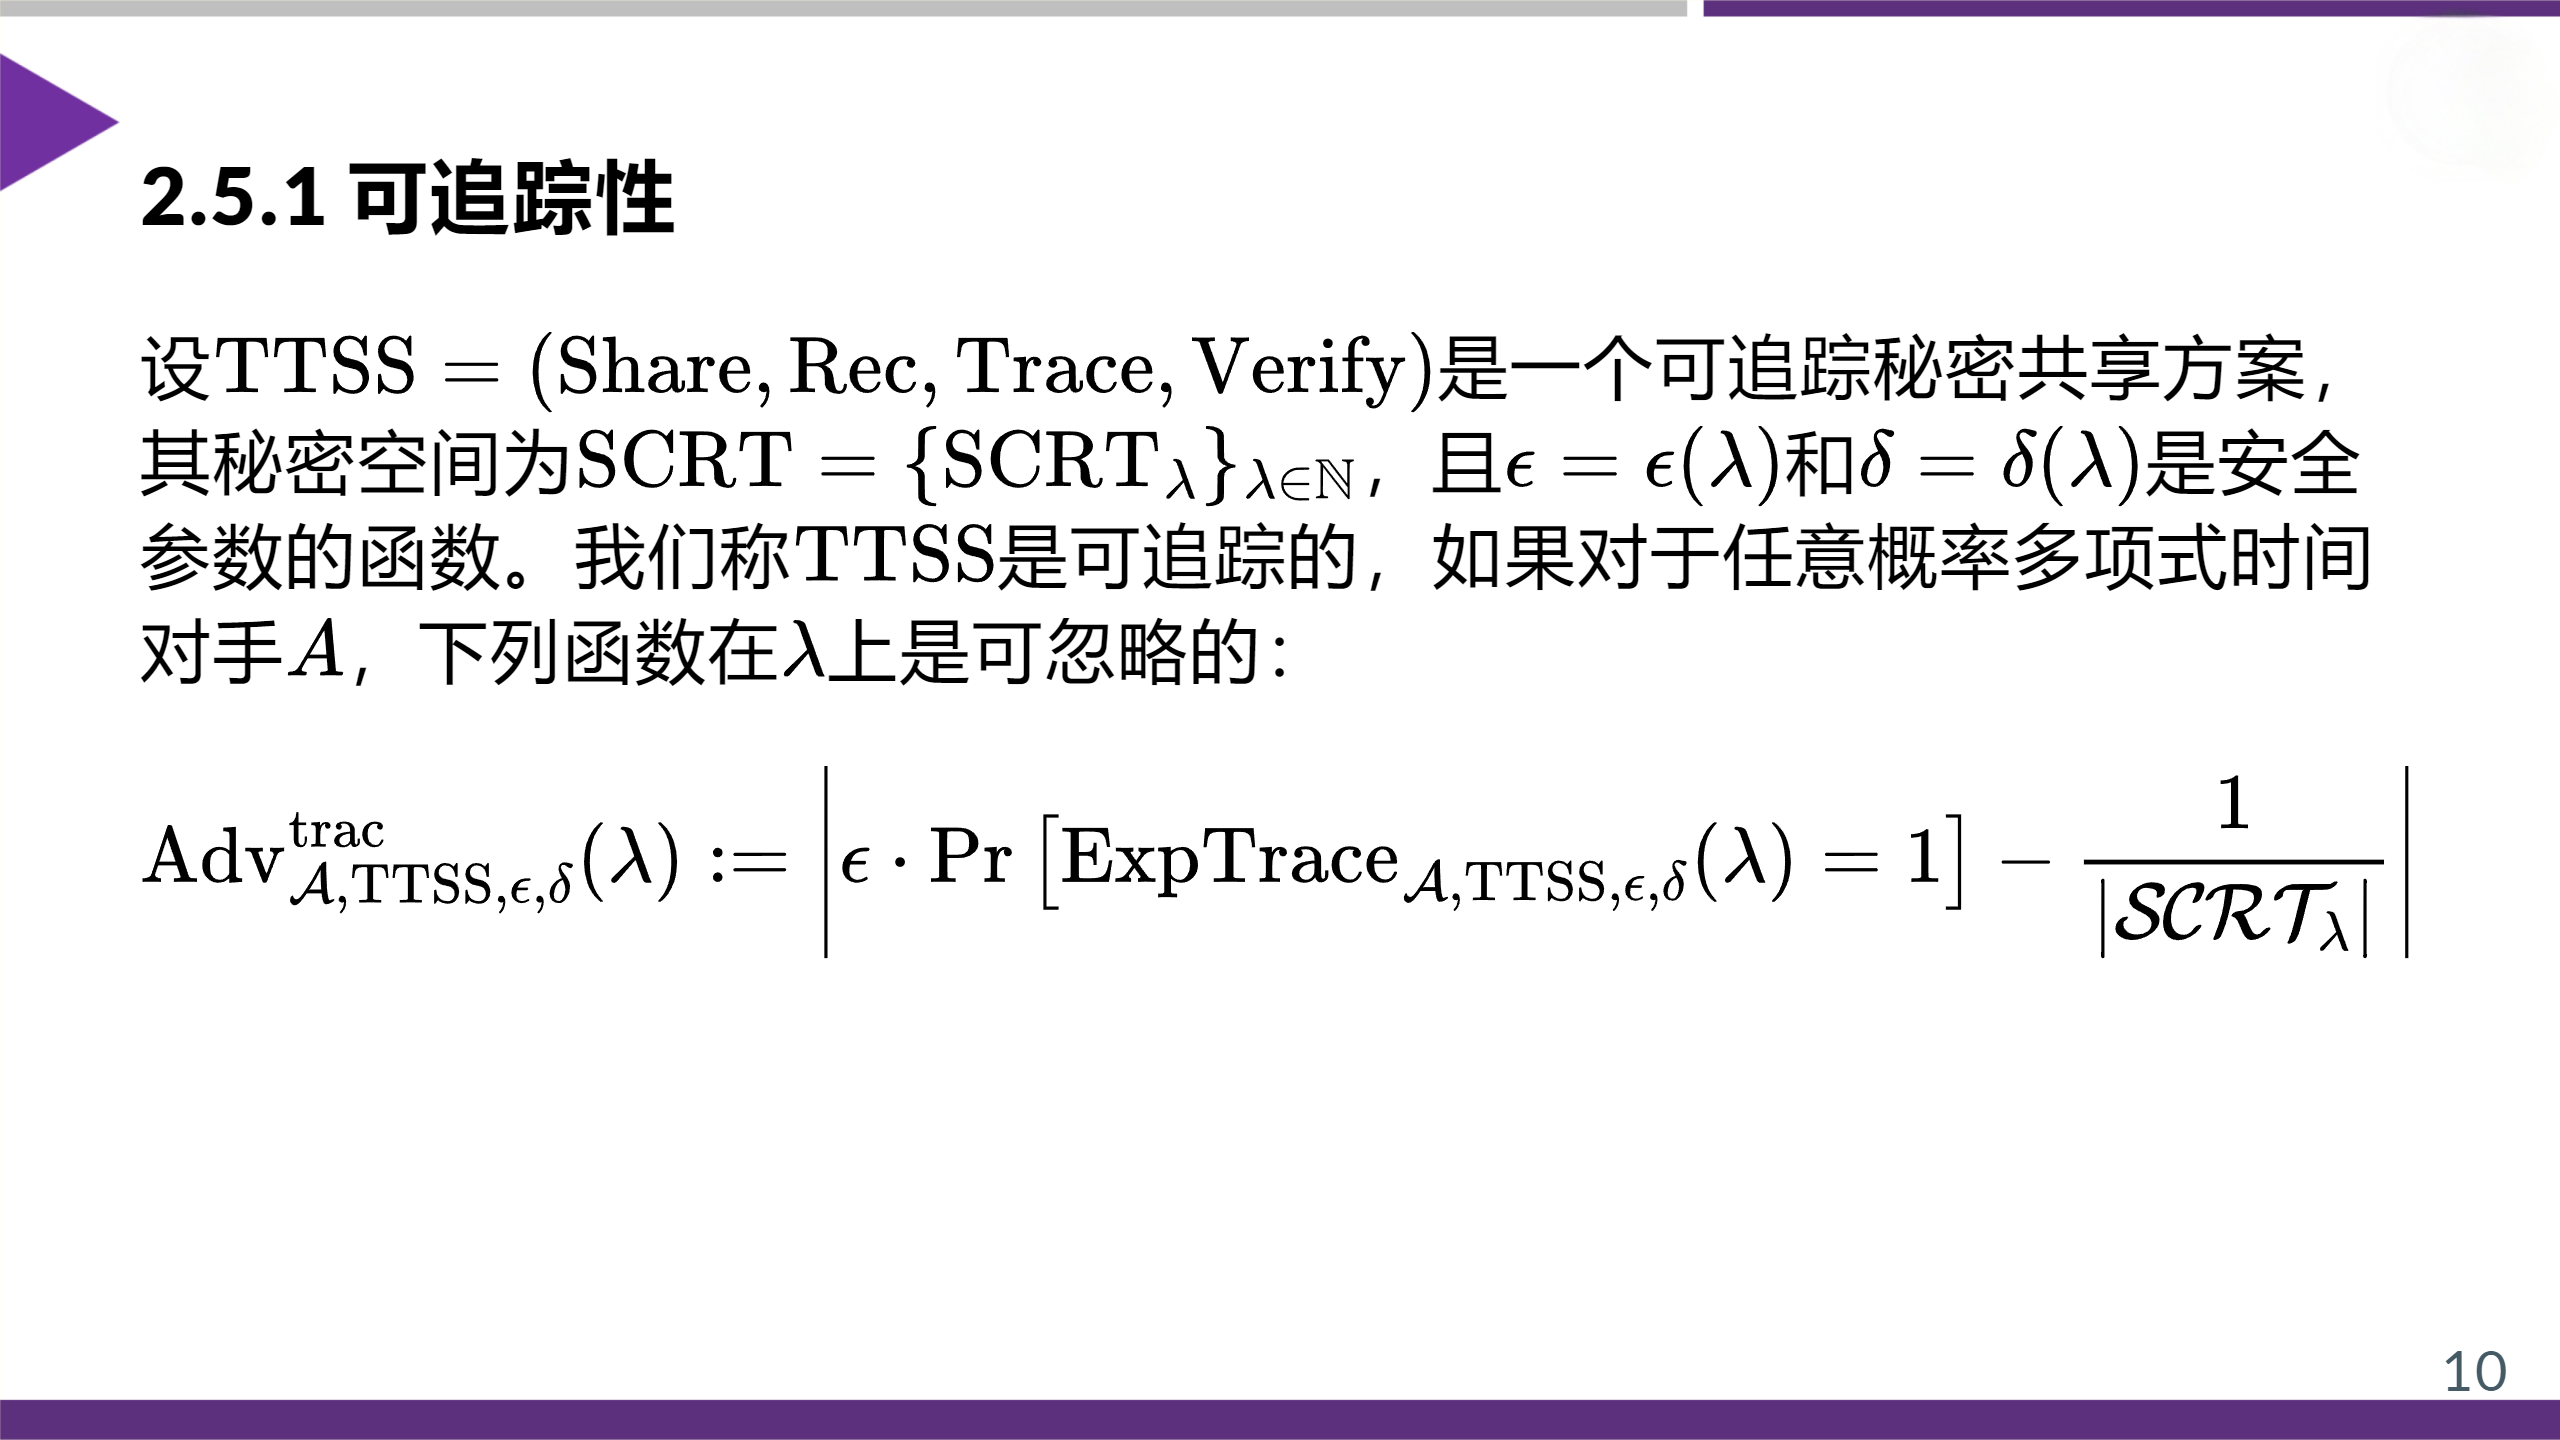 2.5.1 可追踪性
设TTSS = (Share, Rec, Trace, Verify)是一个可追踪秘密共享方案，
其秘密空间为SCRT = {SCRT_λ}_{λ∈ℕ}，且ϵ = ϵ(λ)和δ = δ(λ)是安全
参数的函数。我们称TTSS是可追踪的，如果对于任意概率多项式时间
对手A，下列函数在λ上是可忽略的：
Adv^{trac}_{𝒜,TTSS,ϵ,δ}(λ) := |ϵ · Pr [ExpTrace_{𝒜,TTSS,ϵ,δ}(λ) = 1] − \frac{1}{|𝒮𝒞ℛ𝒯_λ|}|
10